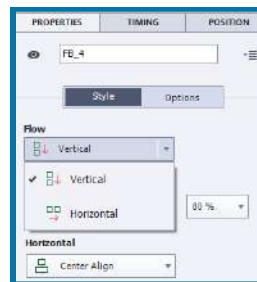 PROPERTIES TIMING POSITION
FB_4
Style Options
Flow
Vertical
Vertical
80 %
Horizontal
Horizontal
Center Align